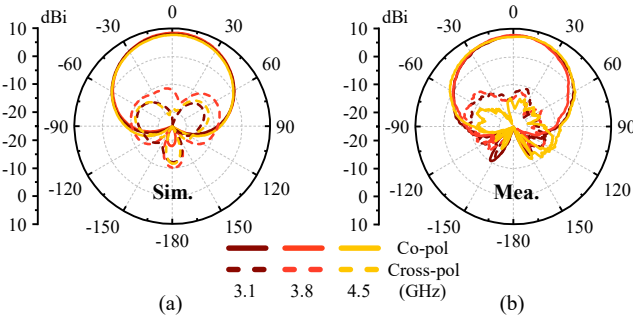 dBi 0 dBi 0
10 -30 30 10 -30 30
0 -60 60 0 -60 60
-10 -10
-20 -90 90 -20 -90 90
-20 -20
-10 -120 120 -10 -120 120
0 Sim. 0 Mea.
10 -150 150 10 -150 150
-180 -180
Co-pol
Cross-pol
3.1 3.8 4.5 (GHz)
(a) (b)